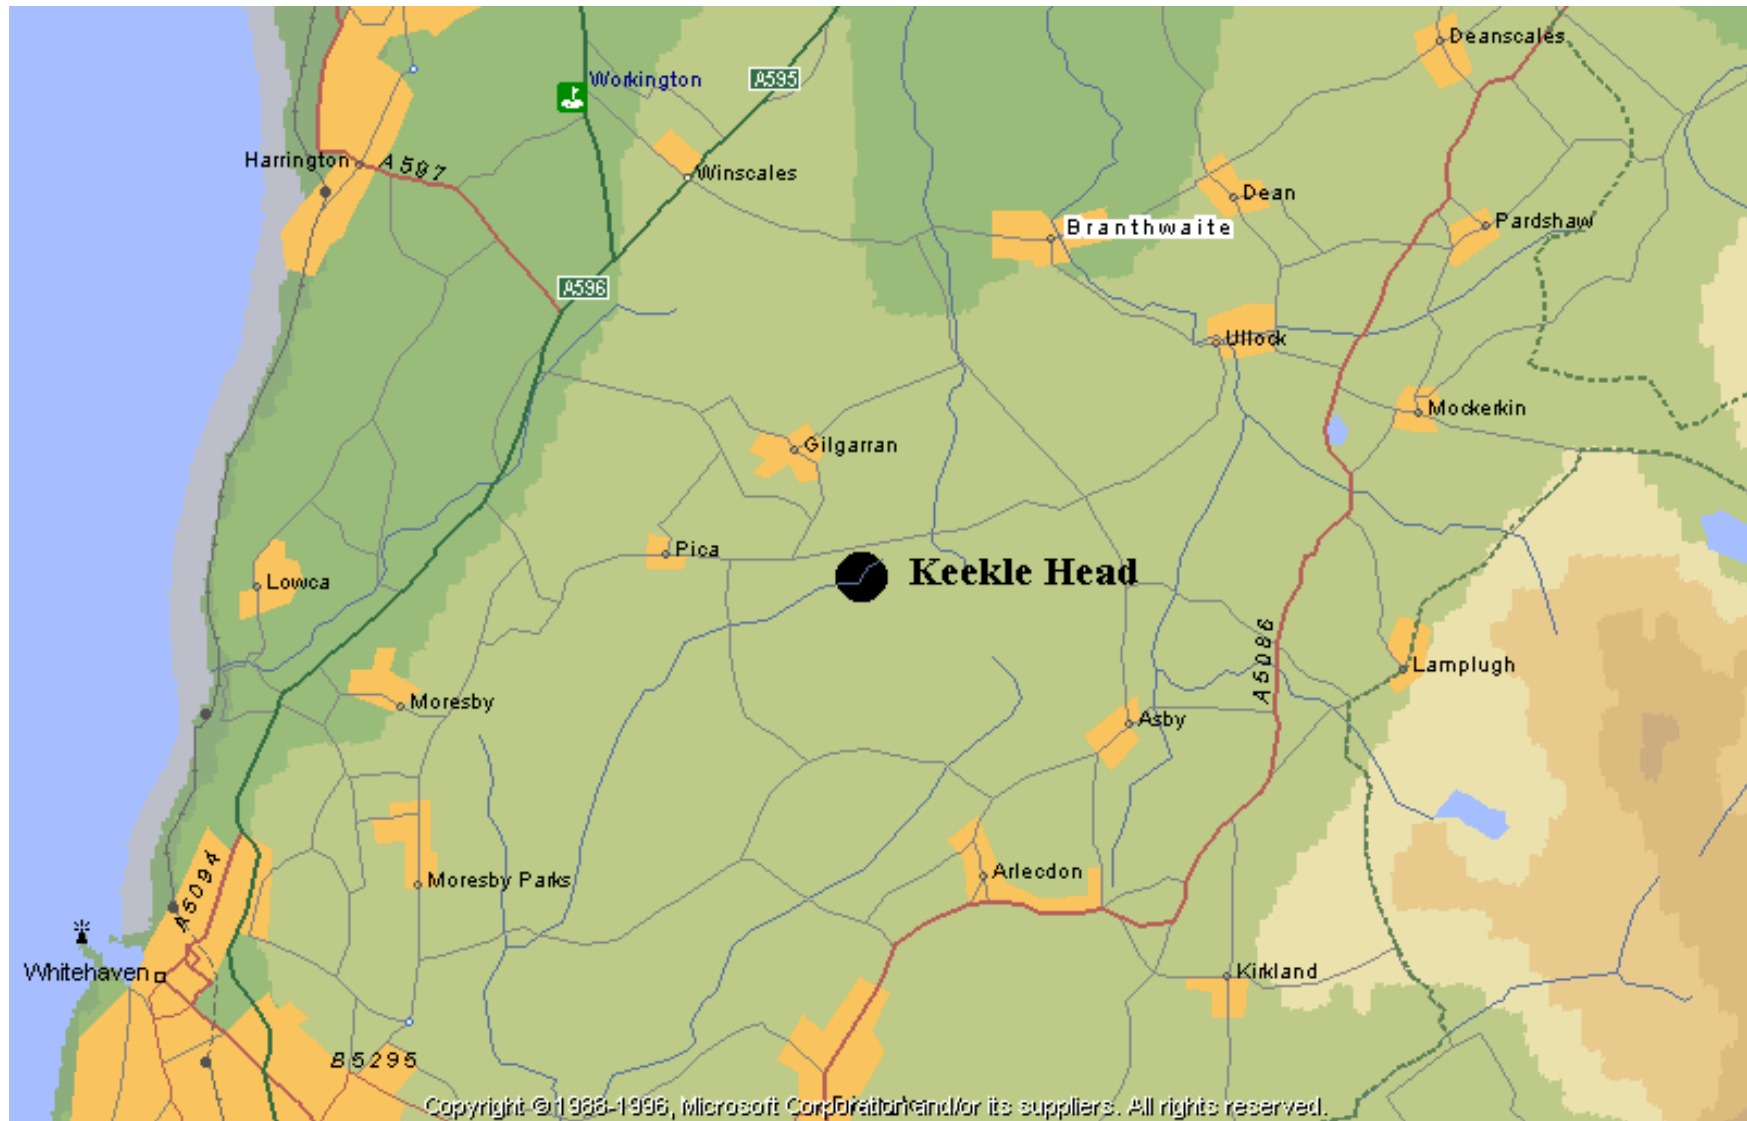 Deanscales
Workington
A595
Harrington
A597
Winscales
Dean
Pardshaw
Branthwaite
A596
Ullock
Mockerkin
Gilgarran
Pica
Keekle Head
Lowca
A5086
Lamplugh
Moresby
Asby
Arlecdon
Moresby Parks
A5094
Whitehaven
Kirkland
B5295
Copyright © 1988-1996, Microsoft Corporation and/or its suppliers. All rights reserved.